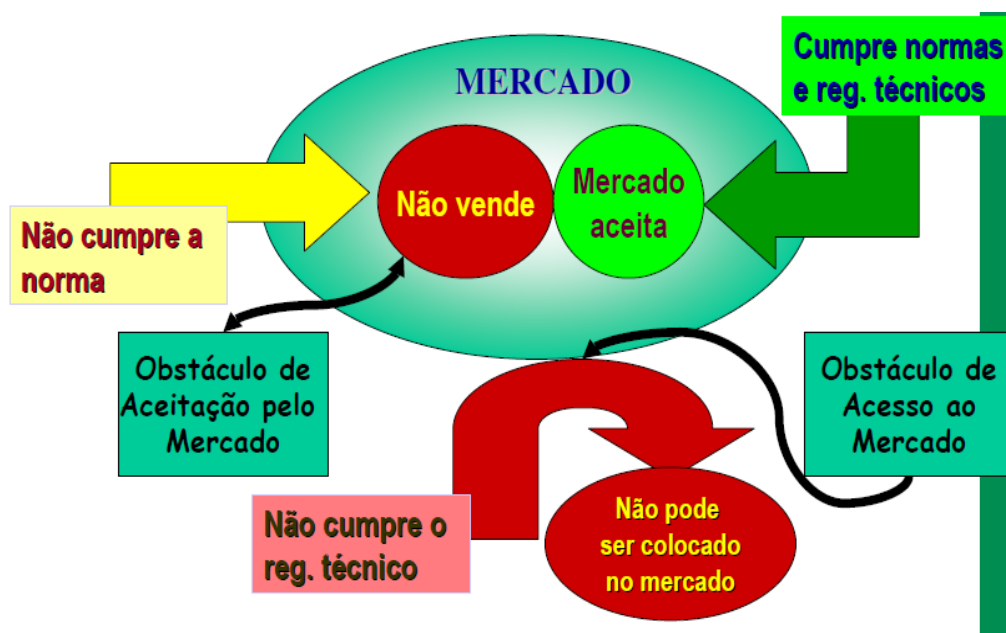 MERCADO
Cumpre normas
e reg. técnicos
Não vende
Mercado
aceita
Não cumpre a
norma
Obstáculo de
Aceitação pelo
Mercado
Obstáculo de
Acesso ao
Mercado
Não cumpre o
reg. técnico
Não pode
ser colocado
no mercado